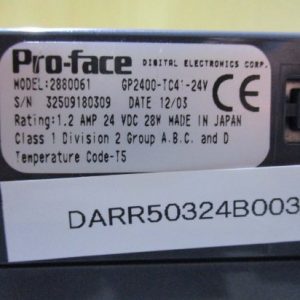 Pro-face DIGITAL ELECTRONICS CORP.
MODEL:2880061 GP2400-TC41-24V
S/N 32509180309 DATE 12/03 CE
Rating:1.2 AMP 24 VDC 28W MADE IN JAPAN
Class 1 Division 2 Group A.B.C. and D
Temperature Code-T5
DARR50324B003